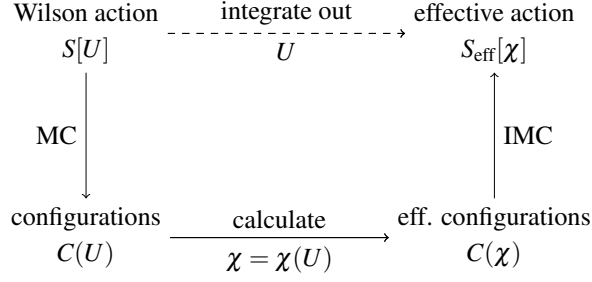 Wilson action
S[U]
integrate out
U
effective action
S_eff[χ]
MC
IMC
configurations
C(U)
calculate
χ = χ(U)
eff. configurations
C(χ)